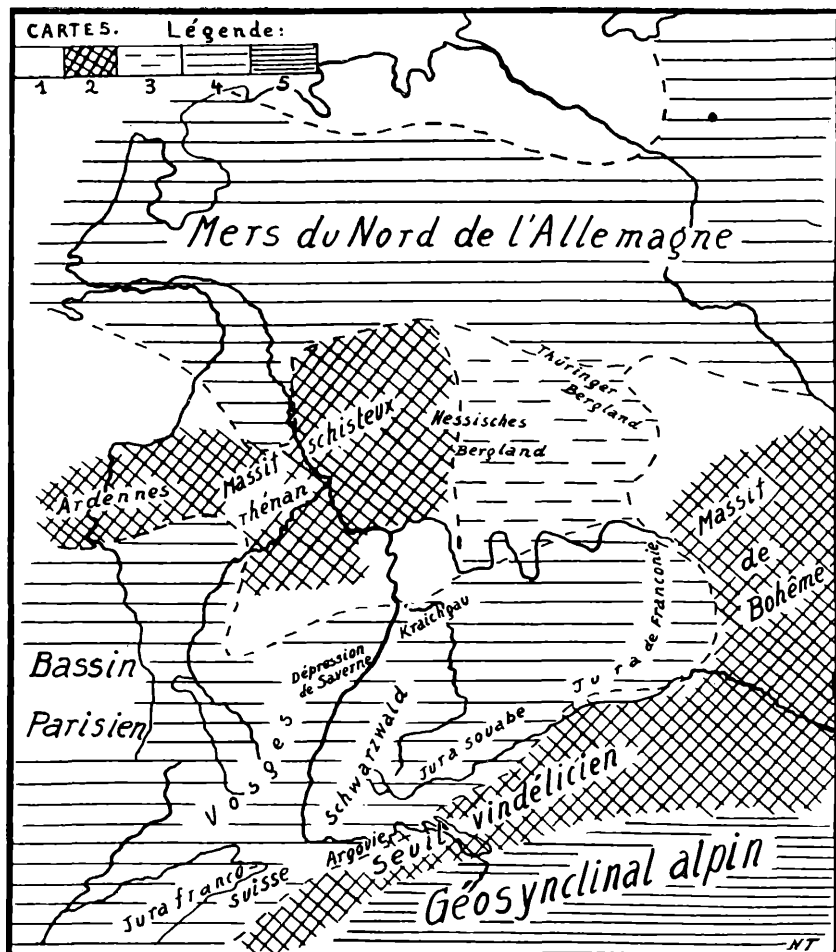 CARTES. Légende:
1 2 3 4 5
Mers du Nord de l'Allemagne
Thüringer
Bergland
Hessisches
Bergland
Massif schisteux
rhénan
Ardennes
Massif
de
Bohême
Kraichgau
Jura de Franconie
Dépression
de Saverne
Bassin
Parisien
Vosges
Schwarzwald
Jura souabe
Argovie
Seuil vindélicien
Jura franco
suisse
Géosynclinal alpin
NT